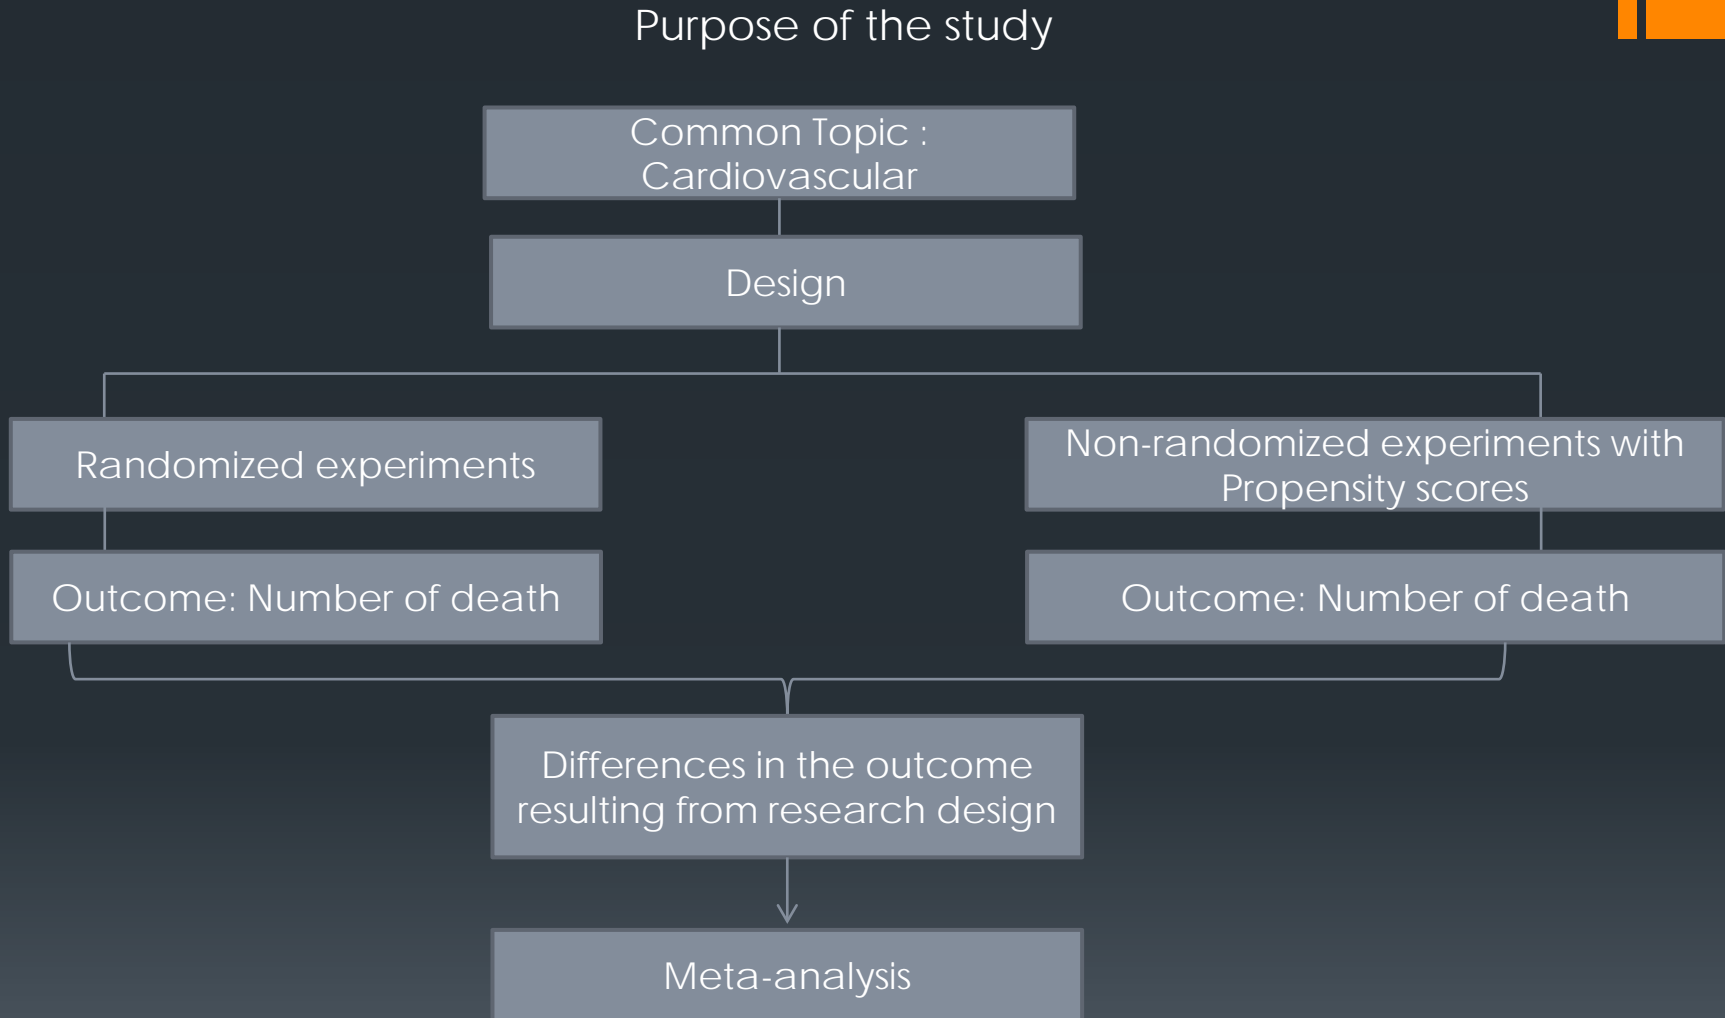 Purpose of the study
Common Topic :
Cardiovascular
Design
Randomized experiments
Non-randomized experiments with
Propensity scores
Outcome: Number of death
Outcome: Number of death
Differences in the outcome
resulting from research design
Meta-analysis